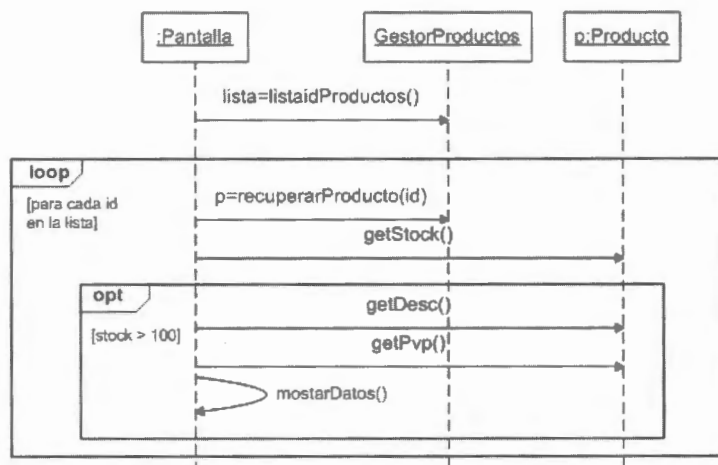 :Pantalla
GestorProductos
p:Producto
lista=listaidProductos()
loop
[para cada id
en la lista]
p=recuperarProducto(id)
getStock()
opt
[stock > 100]
getDesc()
getPvp()
mostarDatos()